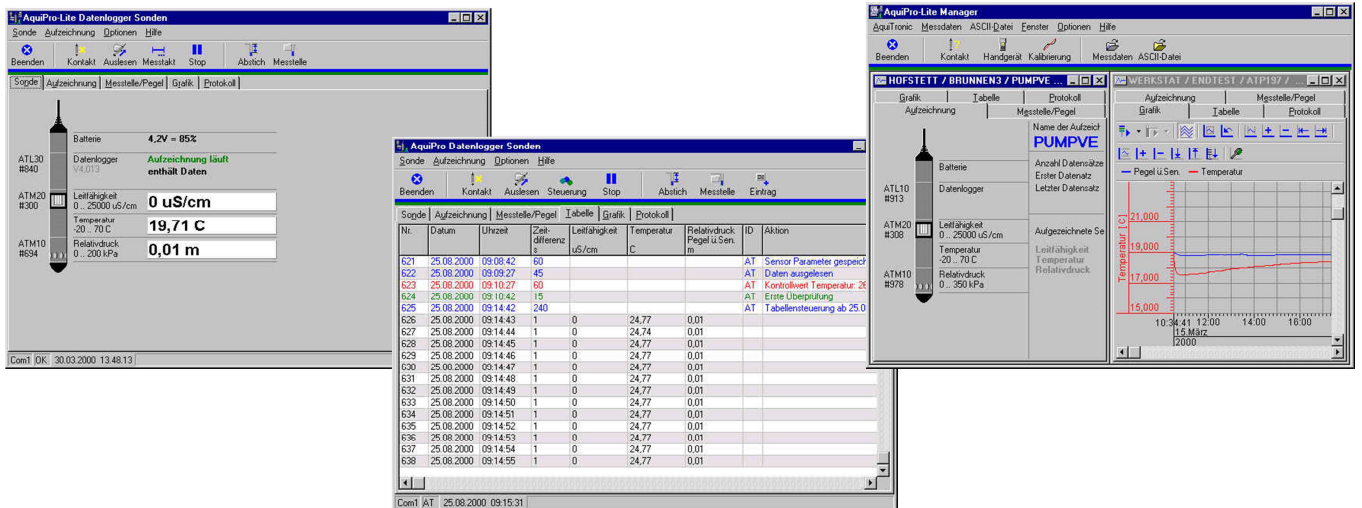 AquiPro-Lite Datenlogger Sonden
Sonde Aufzeichnung Optionen Hilfe
Beenden Kontakt Auslesen Messtakt Stop Abstich Messstelle
Sonde Aufzeichnung Messtelle/Pegel Grafik Protokoll
Batterie 4,2V = 85%
ATL30 Datenlogger Aufzeichnung läuft
#840 V4.013 enthält Daten
ATM20 Leitfähigkeit 0 uS/cm
#300 0 .. 25000 uS/cm
Temperatur 19,71 C
-20 .. 70 C
ATM10 Relativdruck 0,01 m
#694 0 .. 200 kPa
Com1 OK 30.03.2000 13.48.13
AquiPro Datenlogger Sonden
Sonde Aufzeichnung Optionen Hilfe
Beenden Kontakt Auslesen Steuerung Stop Abstich Messtelle Eintrag
Sonde Aufzeichnung Messtelle/Pegel Tabelle Grafik Protokoll
Nr. Datum Uhrzeit Zeit- Leitfähigkeit Temperatur Relativdruck ID Aktion
differenz Pegel ü.Sen.
s uS/cm C m
621 25.08.2000 09:08:42 60 AT Sensor Parameter gespeich
622 25.08.2000 09:09:27 45 AT Daten ausgelesen
623 25.08.2000 09:10:27 60 AT Kontrollwert Temperatur: 26
624 25.08.2000 09:10:42 15 AT Erste Überprüfung
625 25.08.2000 09:14:42 240 AT Tabellensteuerung ab 25.0
626 25.08.2000 09:14:43 1 0 24,77 0,01
627 25.08.2000 09:14:44 1 0 24,74 0,01
628 25.08.2000 09:14:45 1 0 24,77 0,01
629 25.08.2000 09:14:46 1 0 24,77 0,01
630 25.08.2000 09:14:47 1 0 24,77 0,01
631 25.08.2000 09:14:48 1 0 24,77 0,01
632 25.08.2000 09:14:49 1 0 24,77 0,01
633 25.08.2000 09:14:50 1 0 24,77 0,01
634 25.08.2000 09:14:51 1 0 24,77 0,01
635 25.08.2000 09:14:52 1 0 24,77 0,01
636 25.08.2000 09:14:53 1 0 24,77 0,01
637 25.08.2000 09:14:54 1 0 24,77 0,01
638 25.08.2000 09:14:55 1 0 24,77 0,01
Com1 AT 25.08.2000 09:15:31
AquiPro-Lite Manager
AquiTronic Messdaten ASCII-Datei Fenster Optionen Hilfe
Beenden Kontakt Handgerät Kalibrierung Messdaten ASCII-Datei
HOFSTETT / BRUNNEN3 / PUMPVE ...
Grafik Tabelle Protokoll
Aufzeichnung Messtelle/Pegel
Name der Aufzeich
PUMPVE
Batterie Anzahl Datensätze
Erster Datenatz
ATL10 Datenlogger Letzter Datensatz
#913
ATM20 Leitfähigkeit Aufgezeichnete Se
#308 0 .. 25000 uS/cm
Leitfähigkeit
Temperatur Temperatur
-20 .. 70 C Relativdruck
ATM10 Relativdruck
#978 0 .. 350 kPa
WERKSTAT / ENDTEST / ATP197 / ...
Aufzeichnung Messtelle/Pegel
Grafik Tabelle Protokoll
Pegel ü.Sen. Temperatur
Temperatur [ C]
21,000
19,000
17,000
15,000
10:34:41 12:00 14:00 16:00
15.März
2000